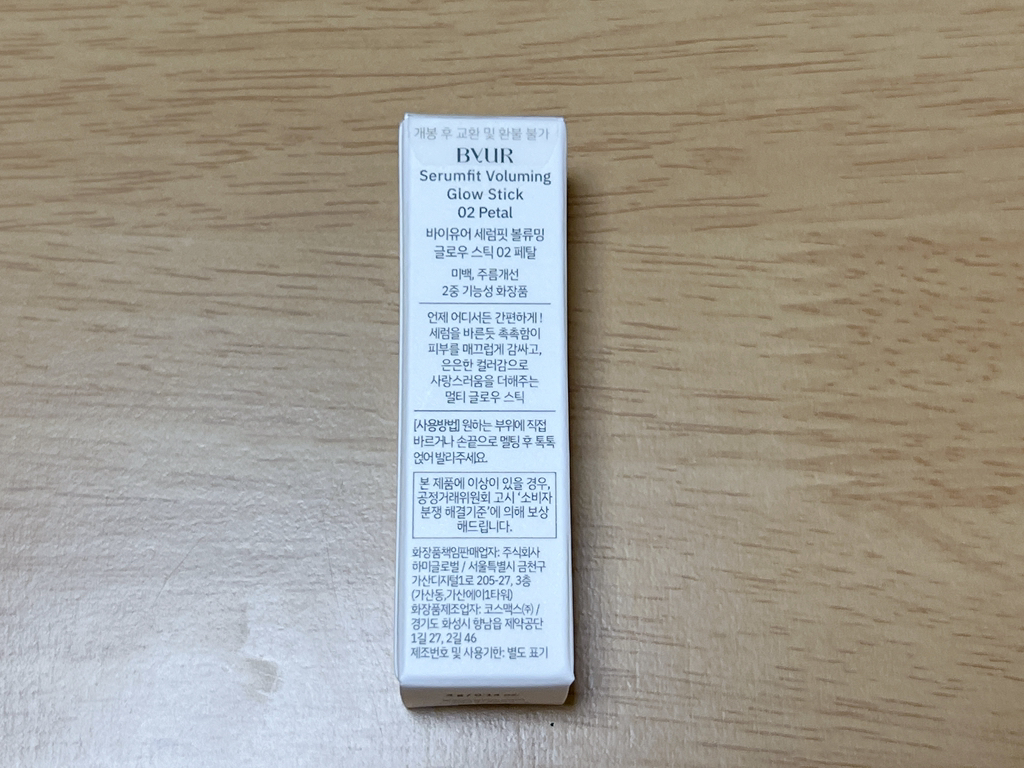 개봉 후 교환 및 환불 불가
BYUR
Serumfit Voluming
Glow Stick
02 Petal
바이유어 세럼핏 볼류밍
글로우 스틱 02 페탈
미백, 주름개선
2중 기능성 화장품
언제 어디서든 간편하게!
세럼을 바른듯 촉촉함이
피부를 매끄럽게 감싸고,
은은한 컬러감으로
사랑스러움을 더해주는
멀티 글로우 스틱
[사용방법] 원하는 부위에 직접
바르거나 손끝으로 멜팅 후 톡톡
얹어 발라주세요.
본 제품에 이상이 있을 경우,
공정거래위원회 고시 '소비자
분쟁 해결기준'에 의해 보상
해드립니다.
화장품책임판매업자: 주식회사
하미글로벌 / 서울특별시 금천구
가산디지털1로 205-27, 3층
(가산동,가산에이1타워)
화장품제조업자: 코스맥스㈜ /
경기도 화성시 향남읍 제약공단
1길 27, 2길 46
제조번호 및 사용기한: 별도 표기